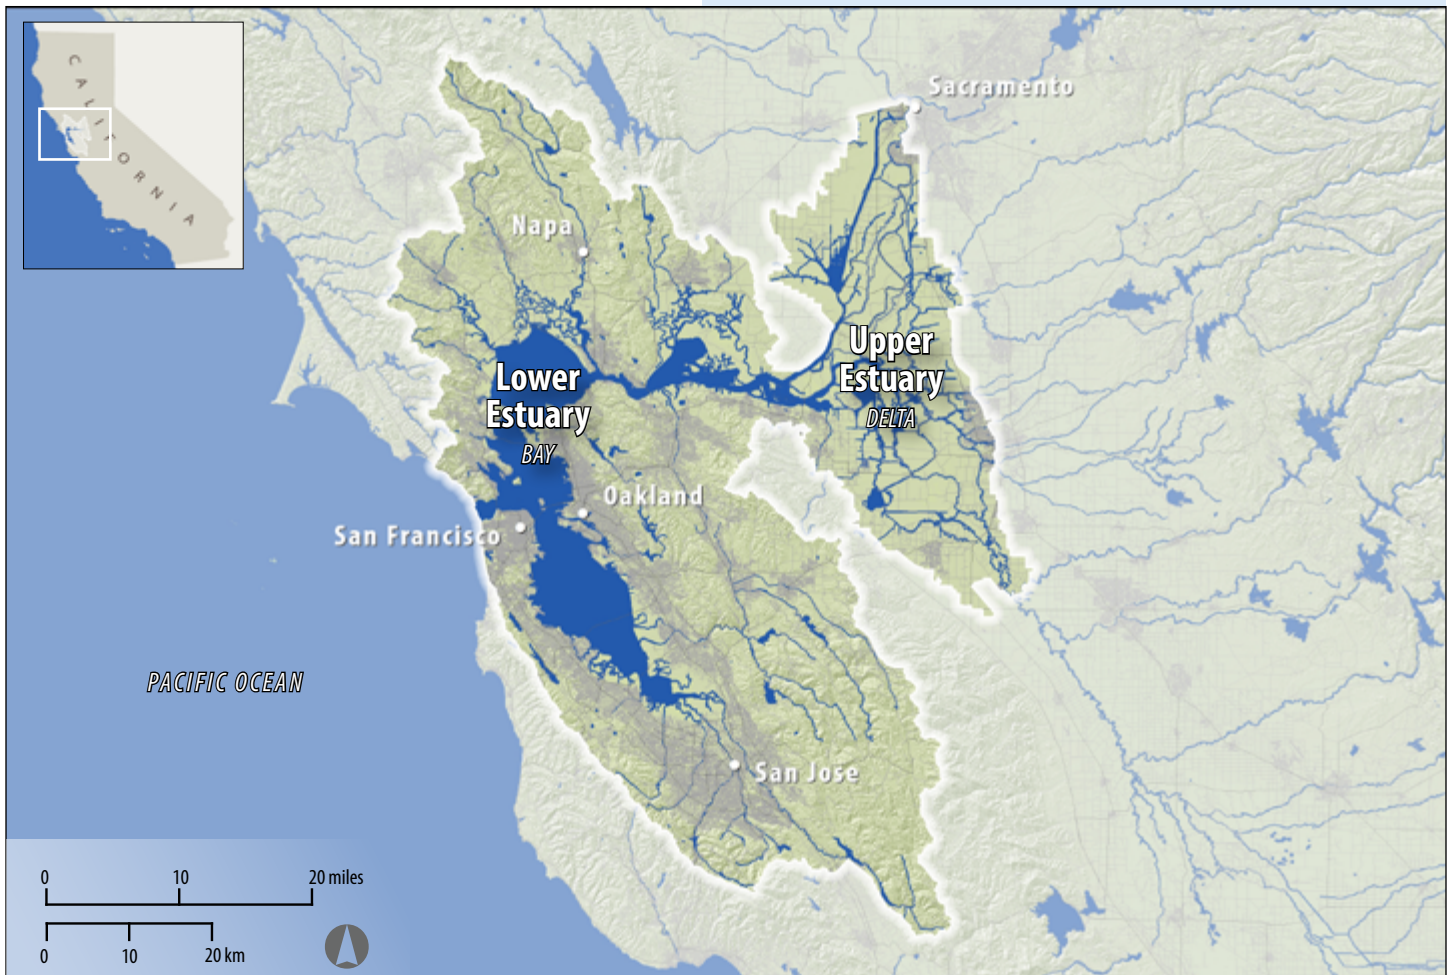 CALIFORNIA
Sacramento
Napa
Upper
Estuary
DELTA
Lower
Estuary
BAY
Oakland
San Francisco
PACIFIC OCEAN
San Jose
0 10 20 miles
0 10 20 km